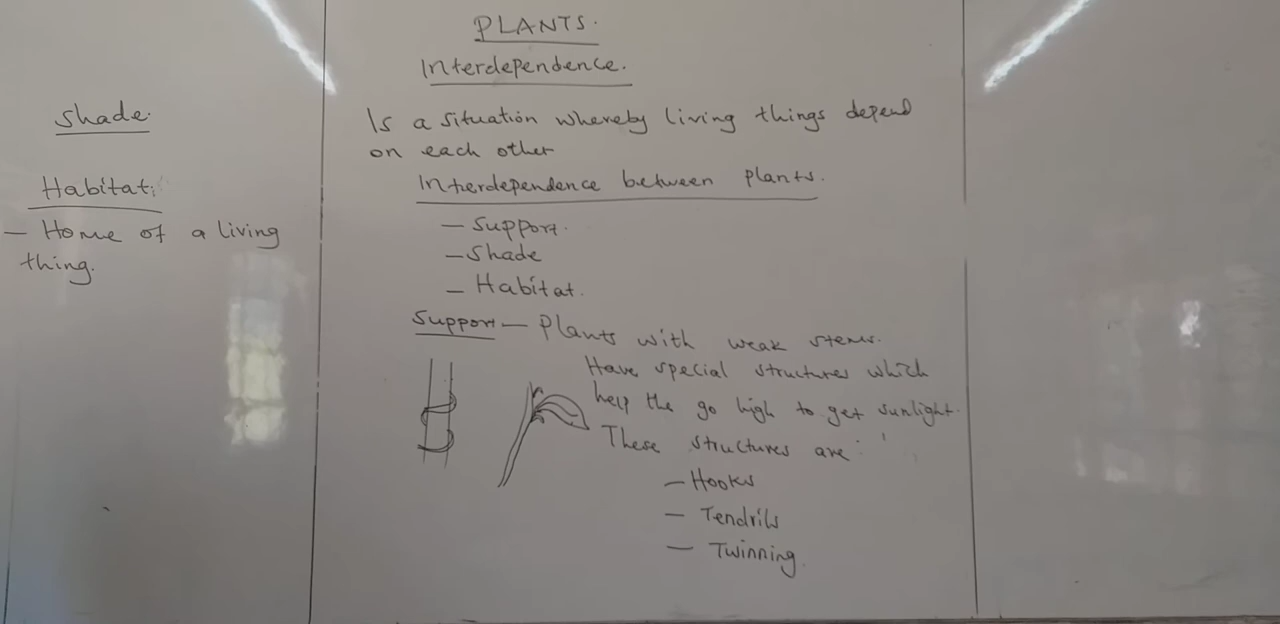 PLANTS.
Interdependence.
Is a situation whereby living things depend
on each other
Interdependence between plants.
- Support.
- Shade
- Habitat.
Support - Plants with weak stems.
Have special structures which
help the go high to get sunlight.
These structures are:
- Hooks
- Tendrils
- Twinning.
Shade.
Habitat:
- Home of a living
thing.